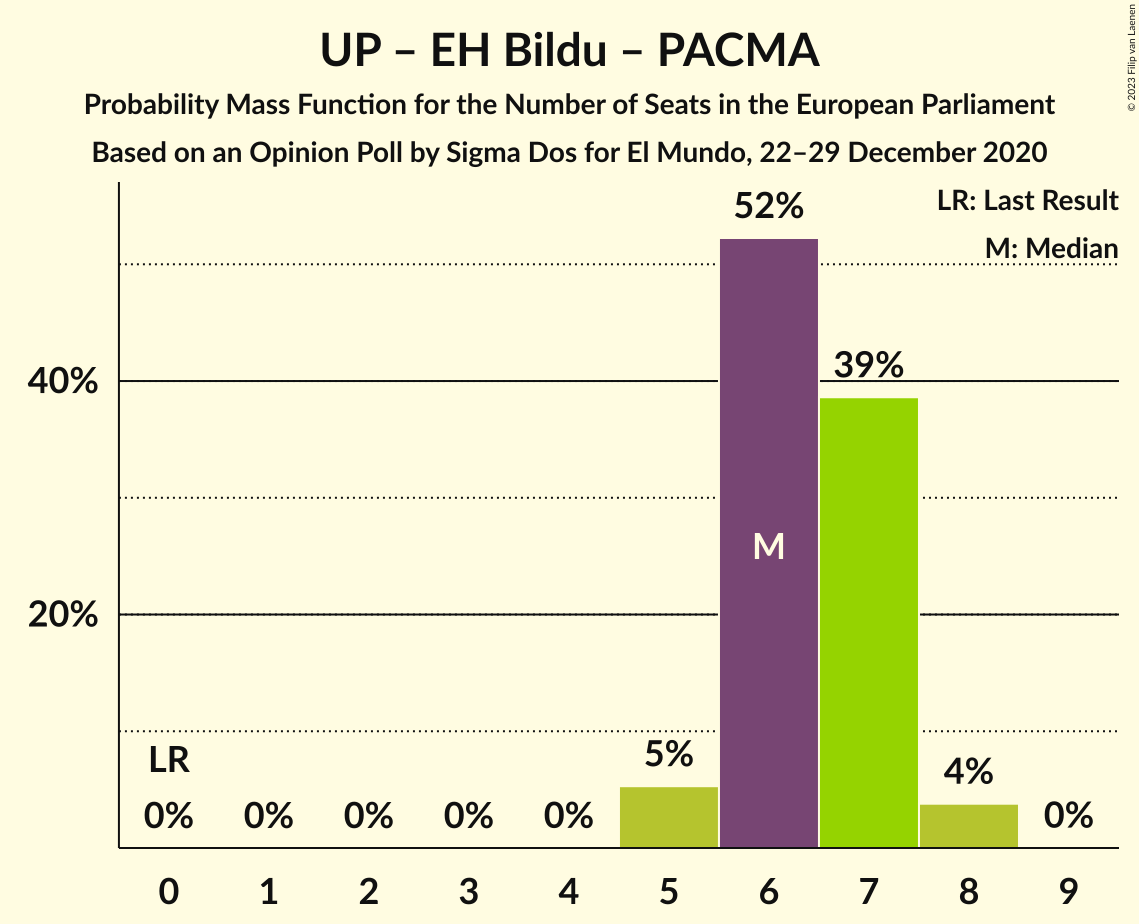 UP – EH Bildu – PACMA
Probability Mass Function for the Number of Seats in the European Parliament
Based on an Opinion Poll by Sigma Dos for El Mundo, 22–29 December 2020
© 2023 Filip van Laenen
LR: Last Result
M: Median
52%
39%
40%
M
20%
LR
5%
4%
0% 0% 0% 0% 0% 0%
0 1 2 3 4 5 6 7 8 9